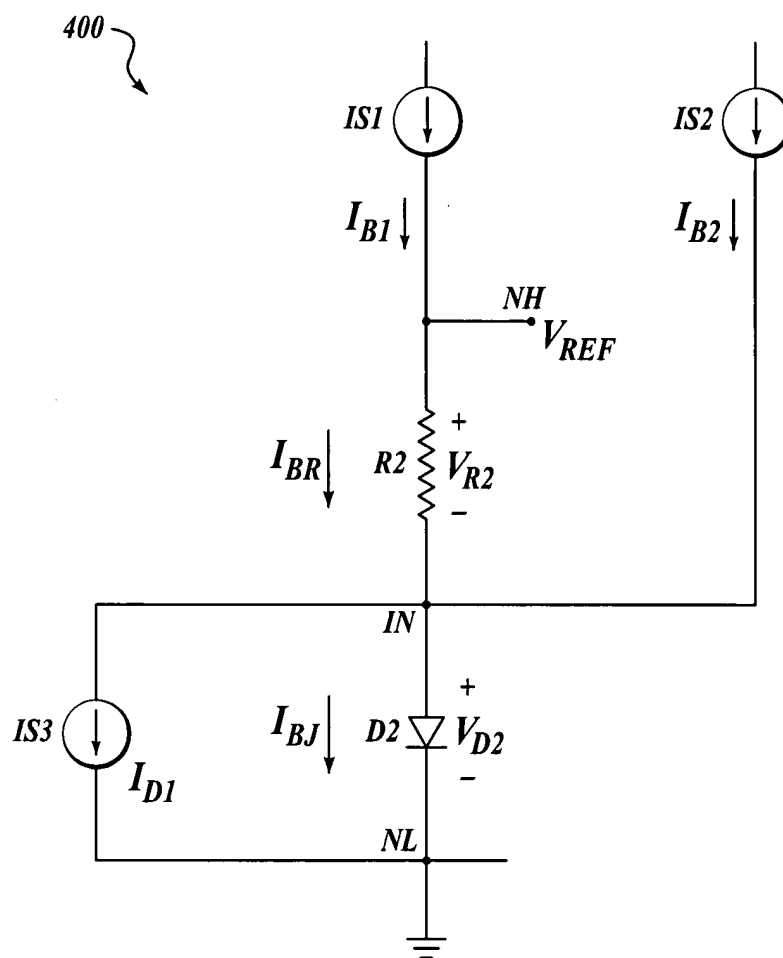 400
IS1
IS2
I_B1
I_B2
NH
V_REF
+
I_BR
R2
V_R2
–
IN
+
IS3
I_BJ
D2
V_D2
I_D1
–
NL